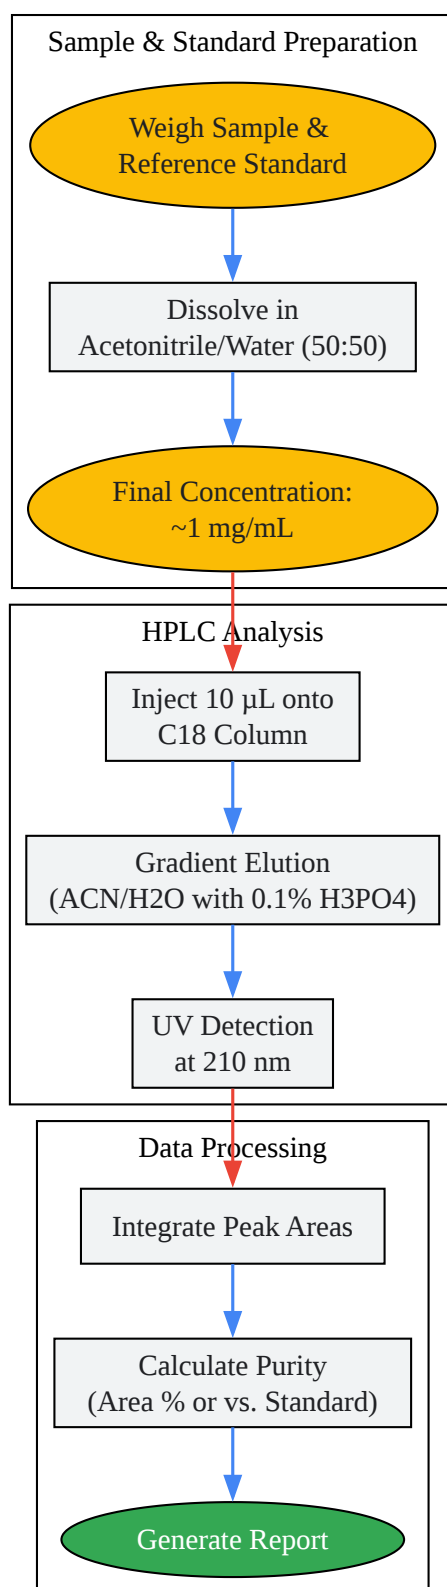 Sample & Standard Preparation
Weigh Sample &
Reference Standard
Dissolve in
Acetonitrile/Water (50:50)
Final Concentration:
~1 mg/mL
HPLC Analysis
Inject 10 µL onto
C18 Column
Gradient Elution
(ACN/H2O with 0.1% H3PO4)
UV Detection
at 210 nm
Data Processing
Integrate Peak Areas
Calculate Purity
(Area % or vs. Standard)
Generate Report